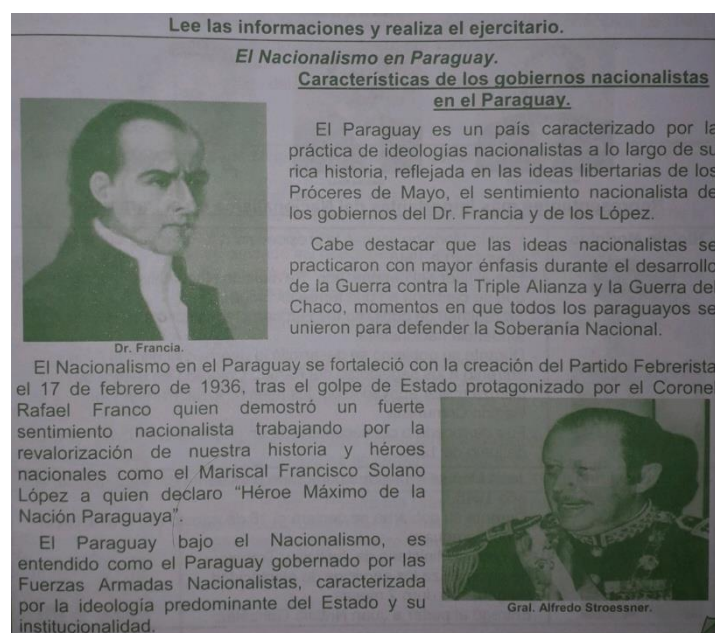 Lee las informaciones y realiza el ejercitario.
El Nacionalismo en Paraguay.
Características de los gobiernos nacionalistas
en el Paraguay.
El Paraguay es un país caracterizado por la
práctica de ideologías nacionalistas a lo largo de su
rica historia, reflejada en las ideas libertarias de los
Próceres de Mayo, el sentimiento nacionalista de
los gobiernos del Dr. Francia y de los López.
Cabe destacar que las ideas nacionalistas se
practicaron con mayor énfasis durante el desarrollo
de la Guerra contra la Triple Alianza y la Guerra del
Chaco, momentos en que todos los paraguayos se
unieron para defender la Soberanía Nacional.
Dr. Francia.
El Nacionalismo en el Paraguay se fortaleció con la creación del Partido Febrerista
el 17 de febrero de 1936, tras el golpe de Estado protagonizado por el Corone
Rafael Franco quien demostró un fuerte
sentimiento nacionalista trabajando por la
revalorización de nuestra historia y héroes
nacionales como el Mariscal Francisco Solano
López a quien declaro “Héroe Máximo de la
Nación Paraguaya”.
El Paraguay bajo el Nacionalismo, es
entendido como el Paraguay gobernado por las
Fuerzas Armadas Nacionalistas, caracterizada
por la ideología predominante del Estado y su
institucionalidad.
Gral. Alfredo Stroessner.